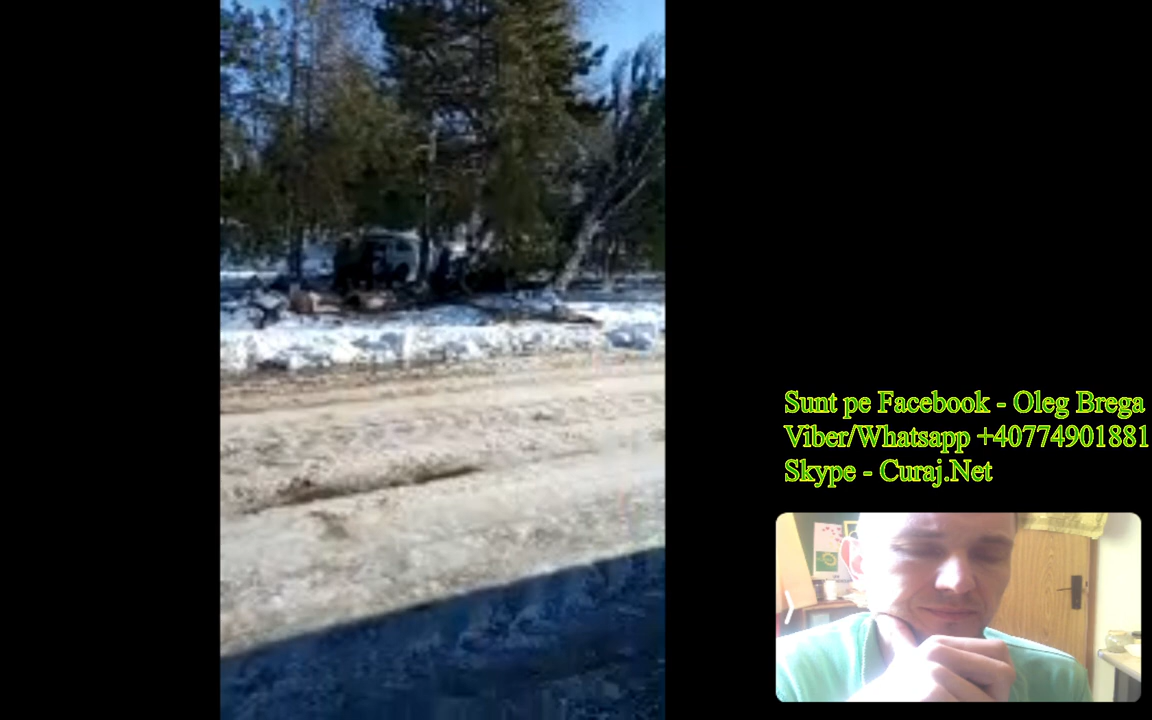 Sunt pe Facebook - Oleg Brega
Viber/Whatsapp +40774901881
Skype - Curaj.Net